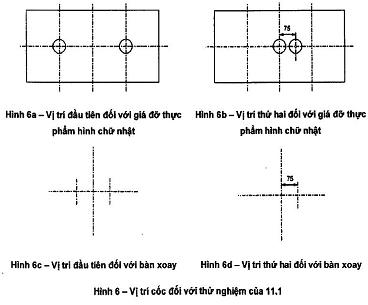 75
Hình 6a – Vị trí đầu tiên đối với giá đỡ thực
phẩm hình chữ nhật
Hình 6b – Vị trí thứ hai đối với giá đỡ thực
phẩm hình chữ nhật
75
Hình 6c – Vị trí đầu tiên đối với bàn xoay
Hình 6d – Vị trí thứ hai đối với bàn xoay
Hình 6 – Vị trí cốc đối với thử nghiệm của 11.1